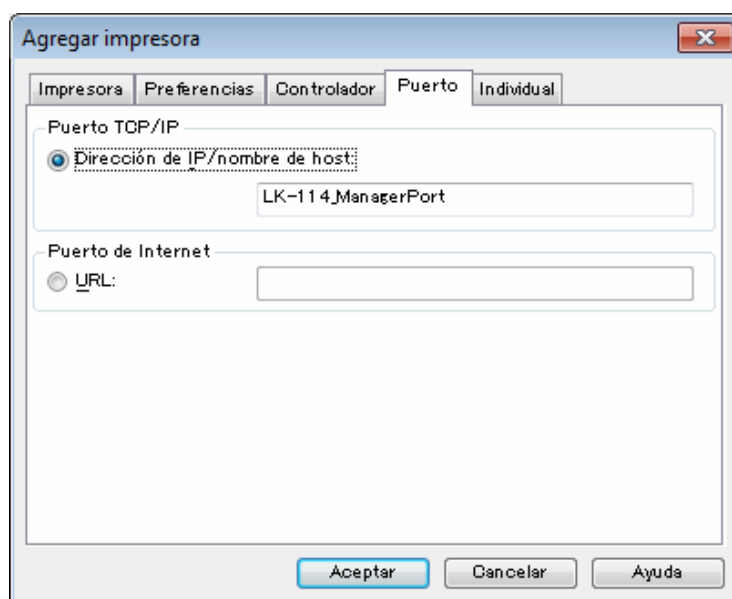 Agregar impresora
Impresora Preferencias Controlador Puerto Individual
Puerto TCP/IP
Dirección de IP/nombre de host:
LK-114_ManagerPort
Puerto de Internet
URL:
Aceptar Cancelar Ayuda